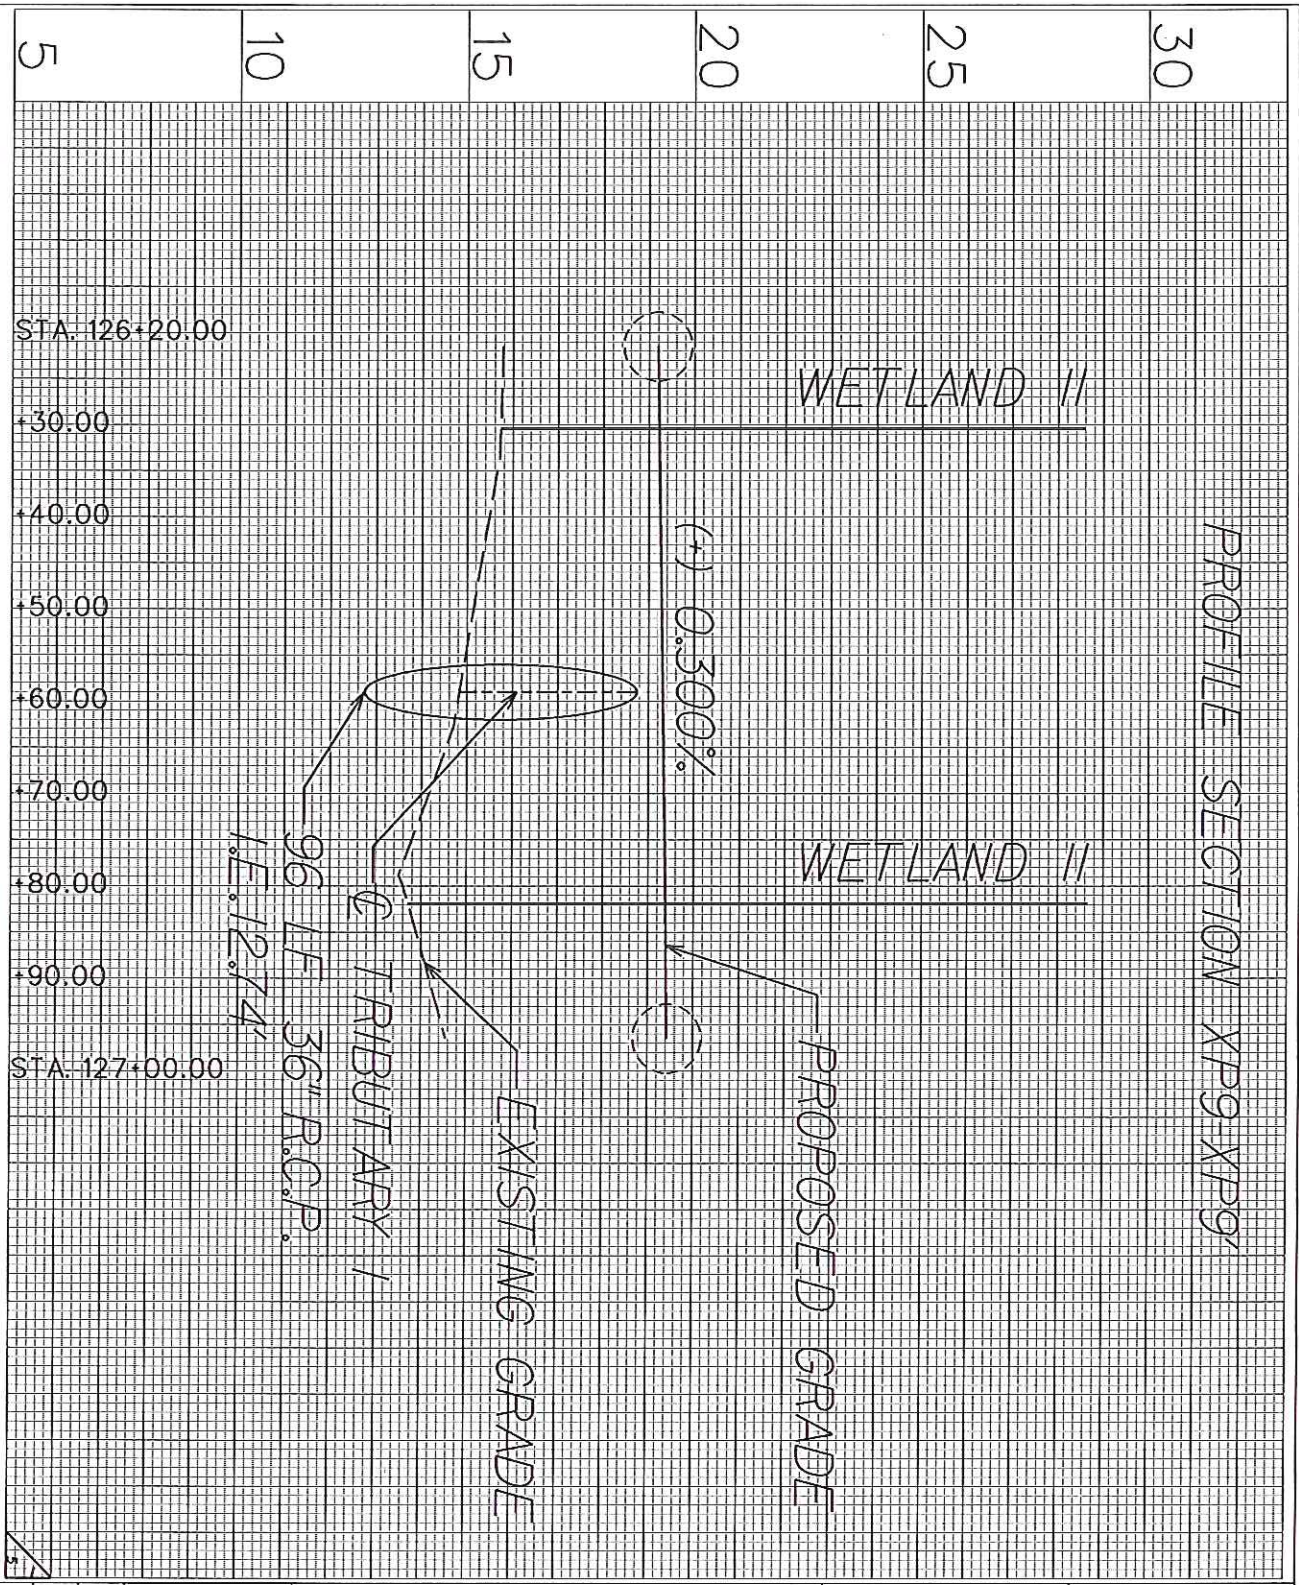 PROFILE SECTION XP9-XP9'
30
25
20
15
10
5
WETLAND II
WETLAND II
(+) 0.300%
PROPOSED GRADE
EXISTING GRADE
℄ TRIBUTARY I
96 LF 36" R.C.P.
I.E. 12.74'
STA. 126+20.00
+30.00
+40.00
+50.00
+60.00
+70.00
+80.00
+90.00
STA. 127+00.00
5